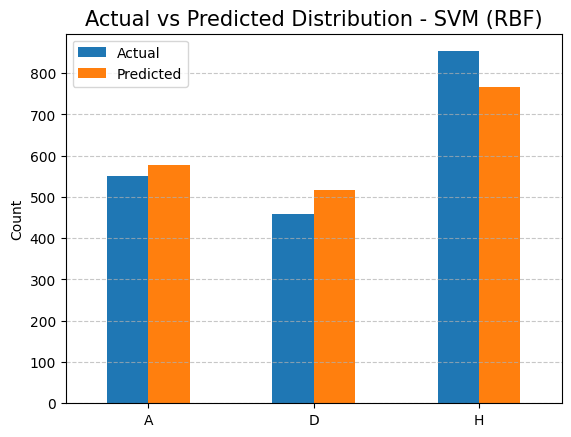 Actual vs Predicted Distribution - SVM (RBF)
Actual
Predicted
Count
800
700
600
500
400
300
200
100
0
A D H